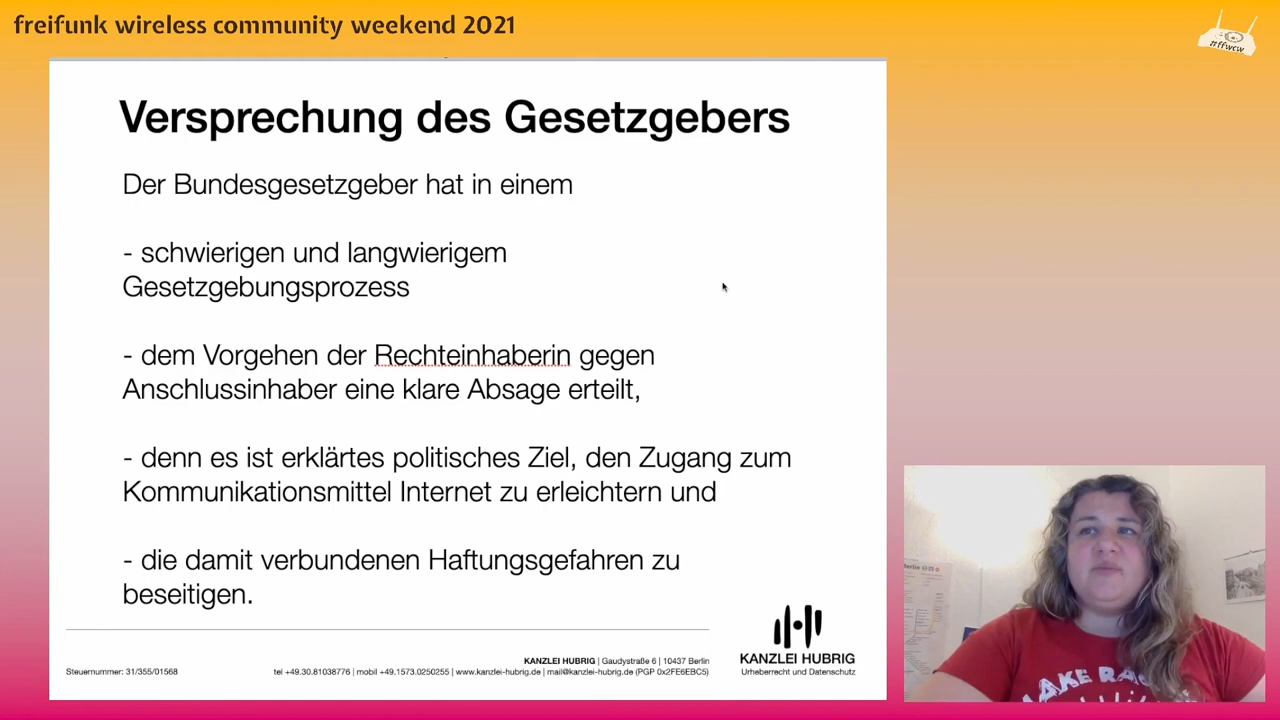 freifunk wireless community weekend 2021
#ffwcw
Versprechung des Gesetzgebers
Der Bundesgesetzgeber hat in einem
- schwierigen und langwierigem
Gesetzgebungsprozess
- dem Vorgehen der Rechteinhaberin gegen
Anschlussinhaber eine klare Absage erteilt,
- denn es ist erklärtes politisches Ziel, den Zugang zum
Kommunikationsmittel Internet zu erleichtern und
- die damit verbundenen Haftungsgefahren zu
beseitigen.
KANZLEI HUBRIG | Gaudystraße 6 | 10437 Berlin
Steuernummer: 31/355/01568
tel +49.30.81038776 | mobil +49.1573.0250255 | www.kanzlei-hubrig.de | mail@kanzlei-hubrig.de (PGP 0x2FE6EBC5)
KANZLEI HUBRIG
Urheberrecht und Datenschutz